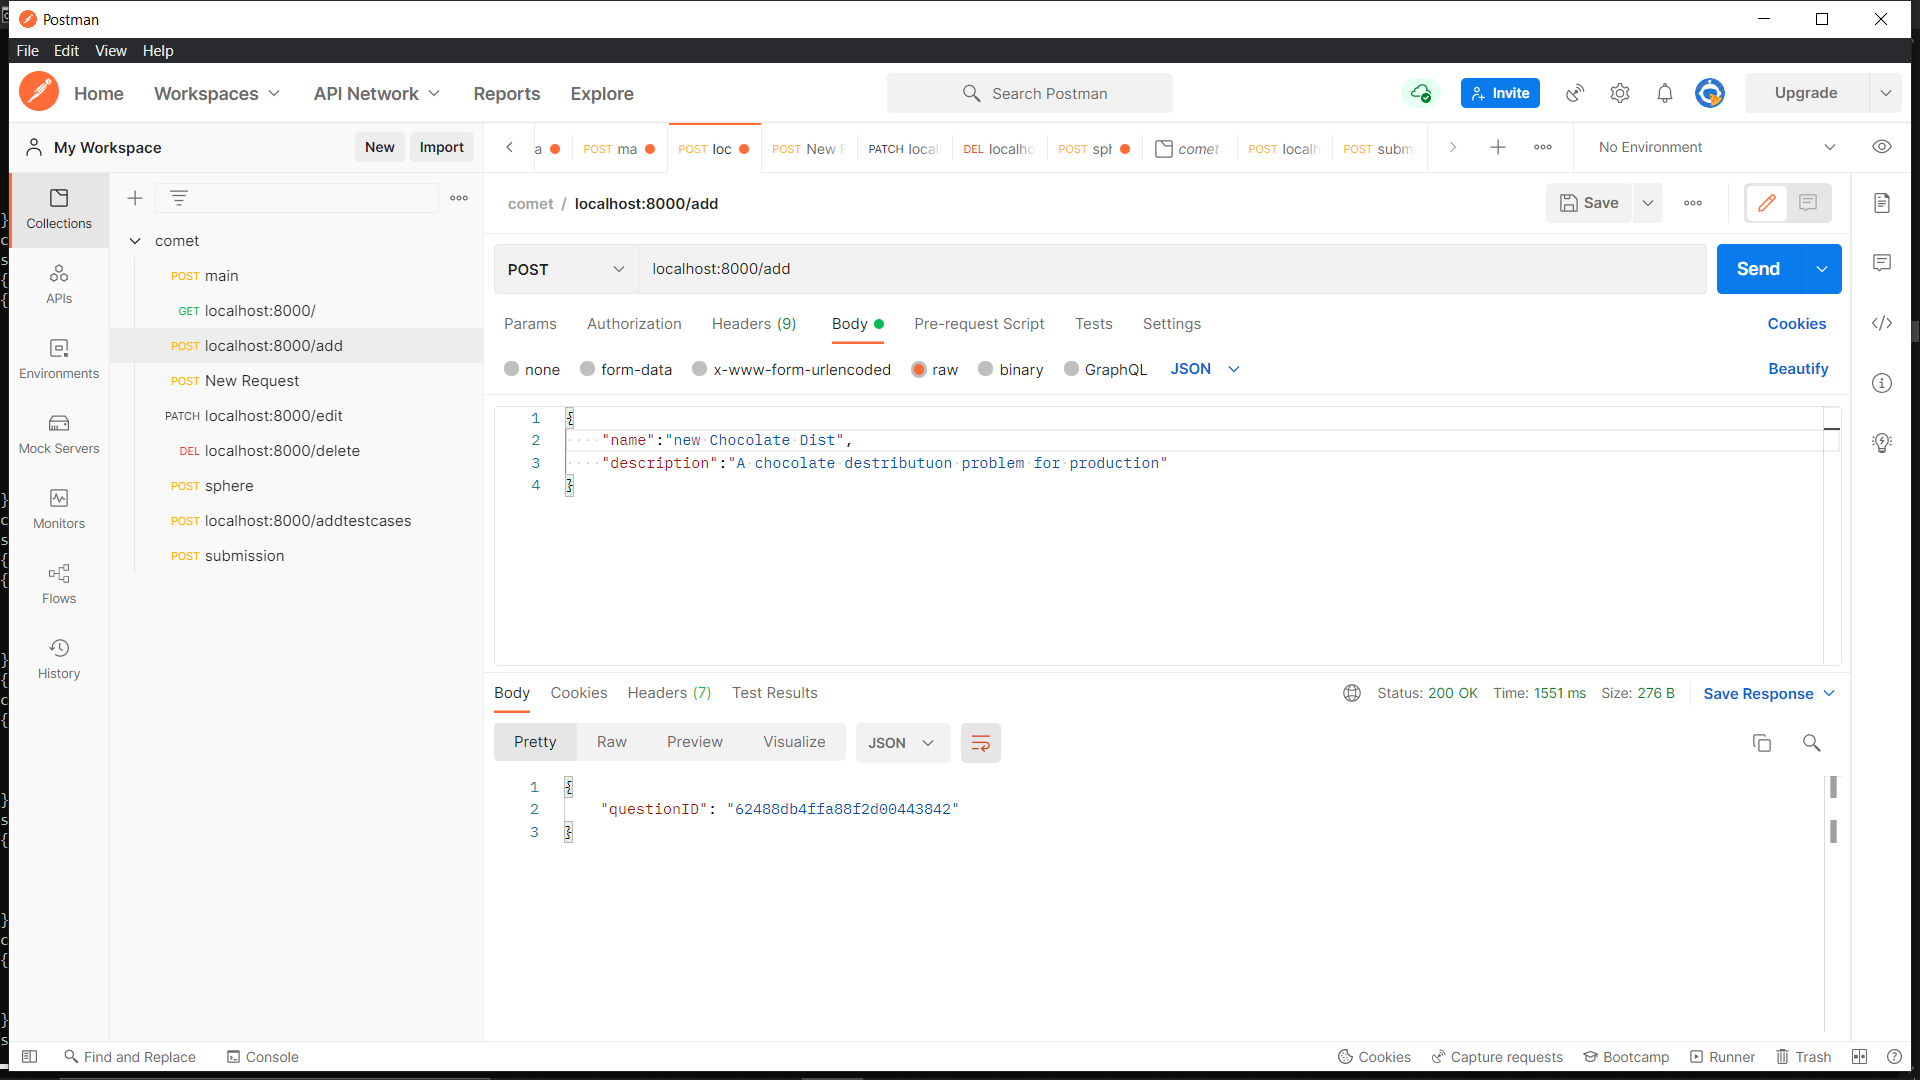 Postman
File Edit View Help
Home Workspaces API Network Reports Explore Search Postman Invite Upgrade
My Workspace New Import
a POST ma POST loc POST New PATCH local DEL localho POST sph comet POST localh POST subm No Environment
Collections
APIs
Environments
Mock Servers
Monitors
Flows
History
comet
POST main
GET localhost:8000/
POST localhost:8000/add
POST New Request
PATCH localhost:8000/edit
DEL localhost:8000/delete
POST sphere
POST localhost:8000/addtestcases
POST submission
comet / localhost:8000/add Save
POST localhost:8000/add Send
Params Authorization Headers (9) Body Pre-request Script Tests Settings Cookies
none form-data x-www-form-urlencoded raw binary GraphQL JSON Beautify
1 {
2 "name":"new Chocolate Dist",
3 "description":"A chocolate destributuon problem for production"
4 }
Body Cookies Headers (7) Test Results Status: 200 OK Time: 1551 ms Size: 276 B Save Response
Pretty Raw Preview Visualize JSON
1 {
2 "questionID": "62488db4ffa88f2d00443842"
3 }
Find and Replace Console Cookies Capture requests Bootcamp Runner Trash